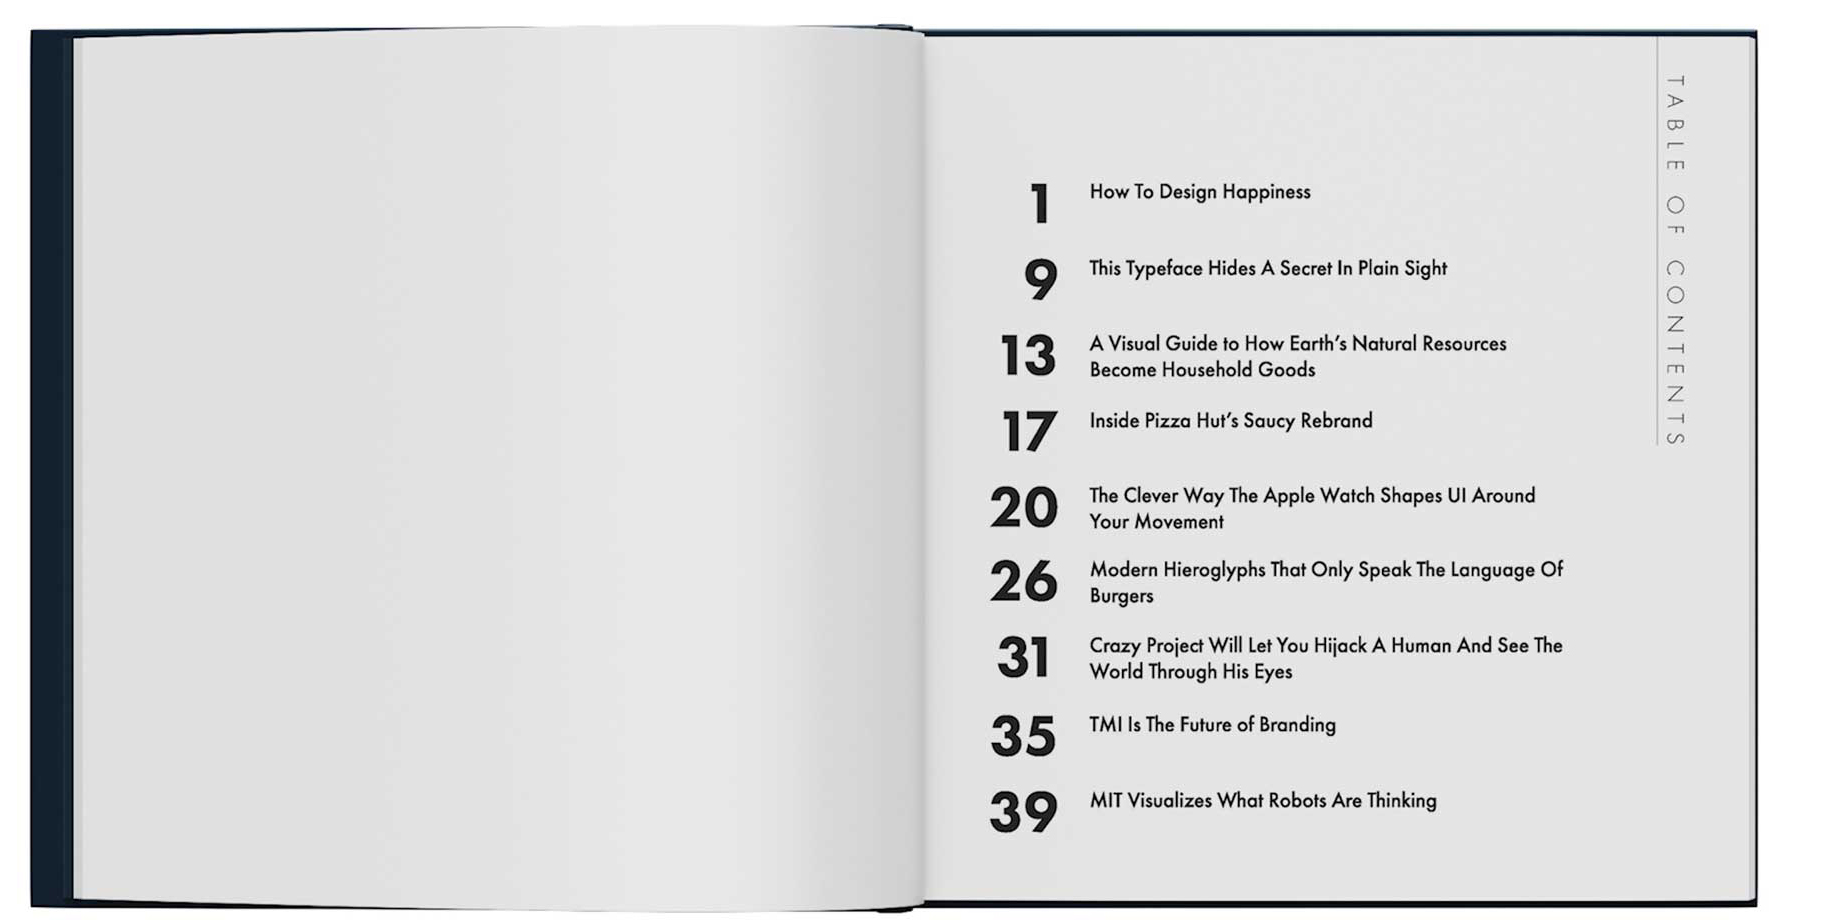 TABLE OF CONTENTS
1
How To Design Happiness
9
This Typeface Hides A Secret In Plain Sight
13
A Visual Guide to How Earth’s Natural Resources
Become Household Goods
17
Inside Pizza Hut’s Saucy Rebrand
20
The Clever Way The Apple Watch Shapes UI Around
Your Movement
26
Modern Hieroglyphs That Only Speak The Language Of
Burgers
31
Crazy Project Will Let You Hijack A Human And See The
World Through His Eyes
35
TMI Is The Future of Branding
39
MIT Visualizes What Robots Are Thinking